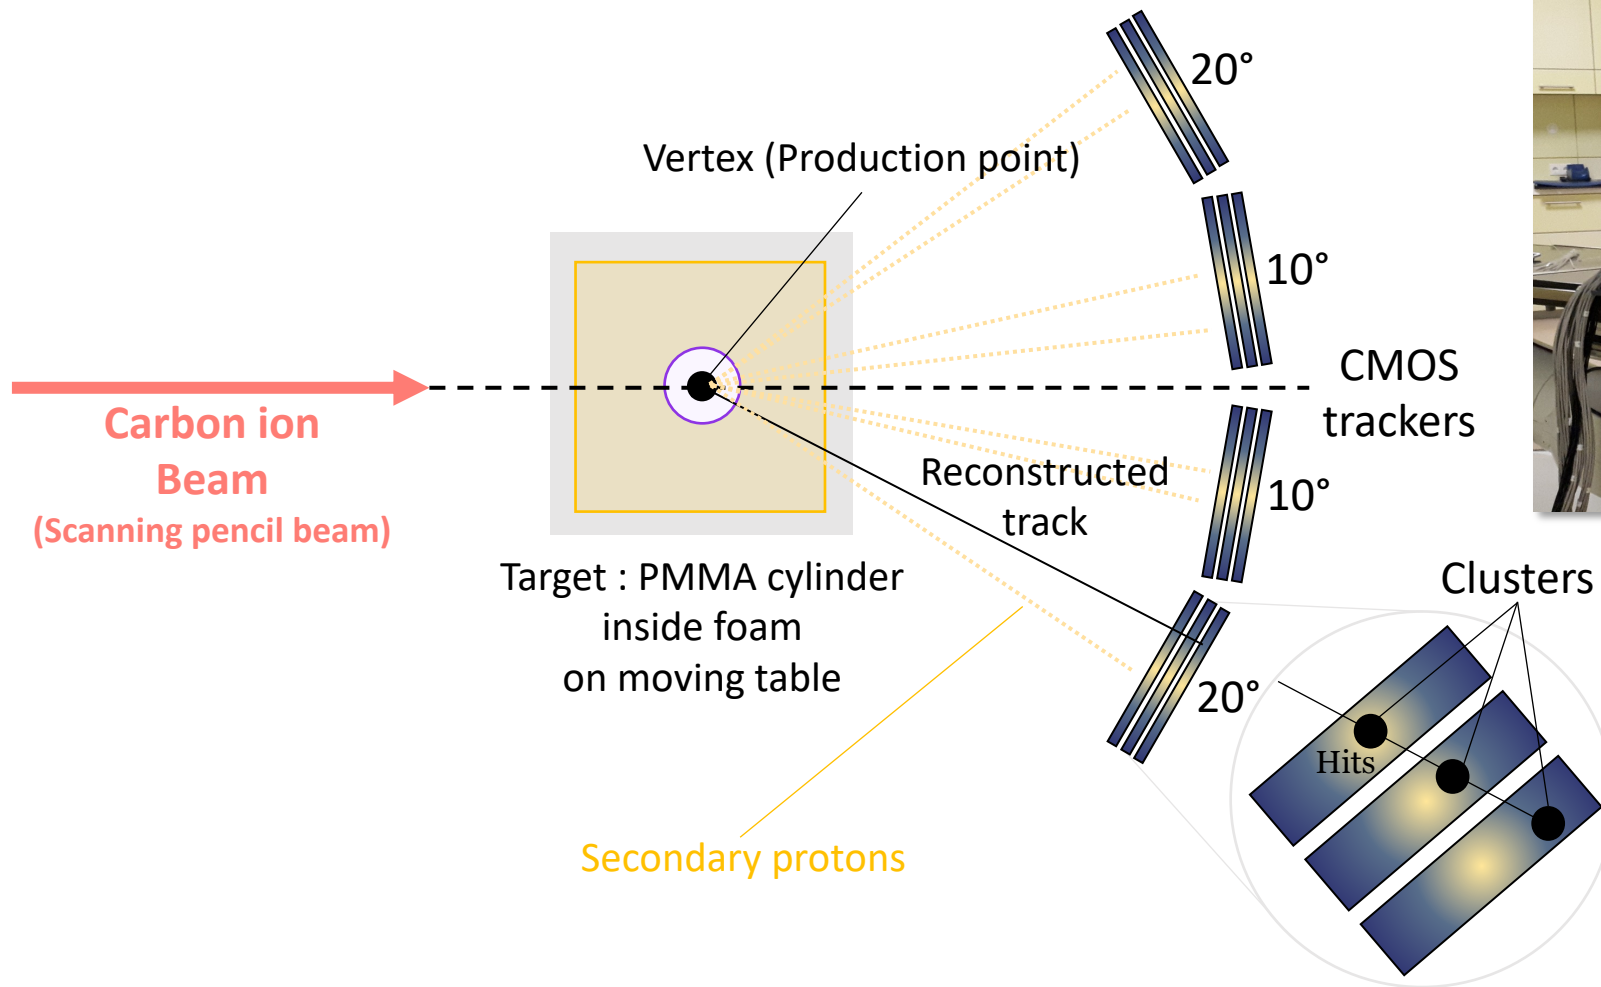 20°
Vertex (Production point)
10°
CMOS
trackers
Carbon ion
Beam
(Scanning pencil beam)
Reconstructed
track
10°
Target : PMMA cylinder
inside foam
on moving table
Clusters
20°
Hits
Secondary protons